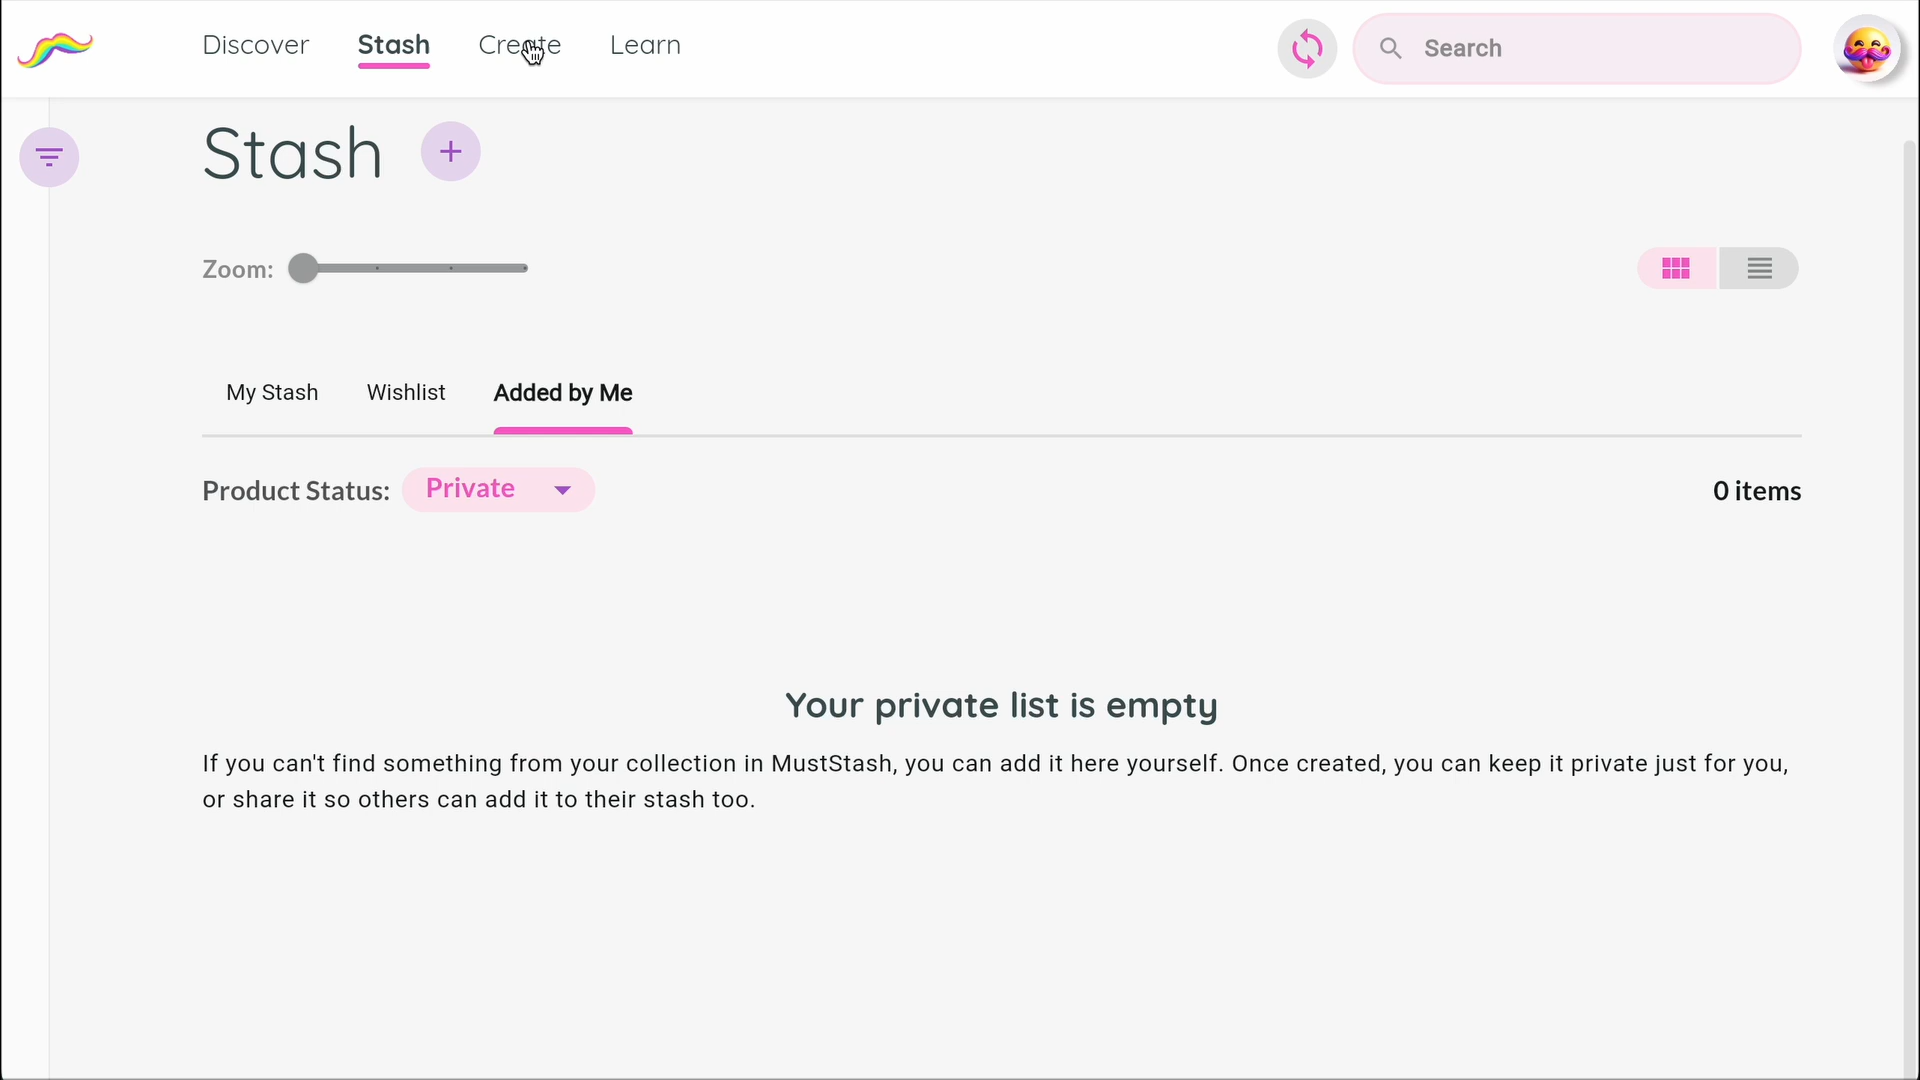 Discover Stash Create Learn Search
Stash
Zoom:
My Stash Wishlist Added by Me
Product Status: Private 0 items
Your private list is empty
If you can't find something from your collection in MustStash, you can add it here yourself. Once created, you can keep it private just for you,
or share it so others can add it to their stash too.